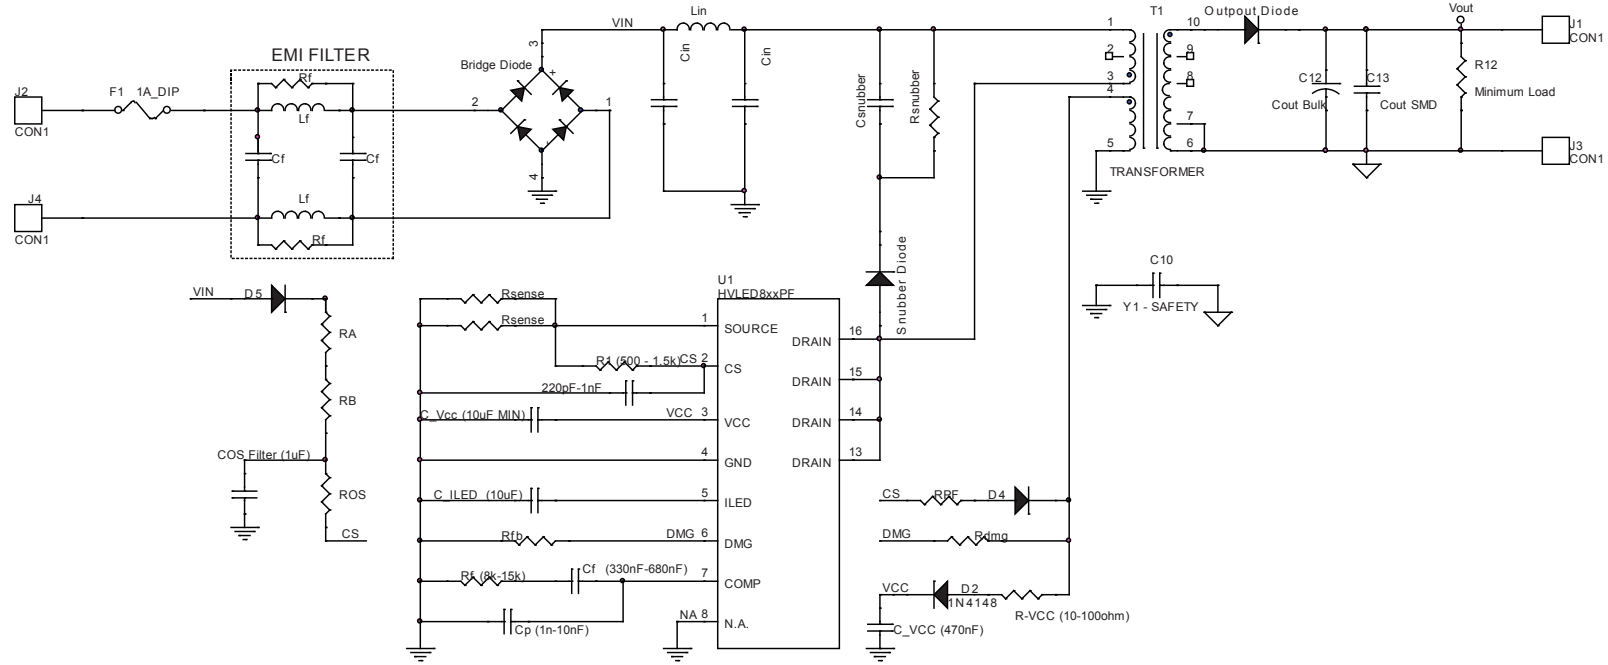 EMI FILTER
J2
CON1
F1 1A_DIP
Rf
Lf
Cf
Cf
Lf
Rf
J4
CON1
Bridge Diode
2
3
+
-
1
4
VIN
Lin
Cin
Cin
Csnubber
Rsnubber
Snubber Diode
T1
1
2
3
4
5
10
9
8
7
6
TRANSFORMER
Outpout Diode
C12
Cout Bulk
C13
Cout SMD
Vout
R12
Minimum Load
J1
CON1
J3
CON1
C10
Y1 - SAFETY
VIN
D5
RA
RB
COS Filter (1uF)
ROS
CS
U1
HVLED8xxPF
Rsense
Rsense
1
SOURCE
R1 (500 - 1.5k)
CS 2
CS
220pF-1nF
C_Vcc (10uF MIN)
VCC 3
VCC
4
GND
C_ILED (10uF)
5
ILED
Rfb
DMG 6
DMG
Rf (8k-15k)
Cf (330nF-680nF)
7
COMP
Cp (1n-10nF)
NA 8
N.A.
DRAIN
16
DRAIN
15
DRAIN
14
DRAIN
13
CS
RPF
D4
DMG
Rdmg
VCC
D2
1N4148
R-VCC (10-100ohm)
C_VCC (470nF)